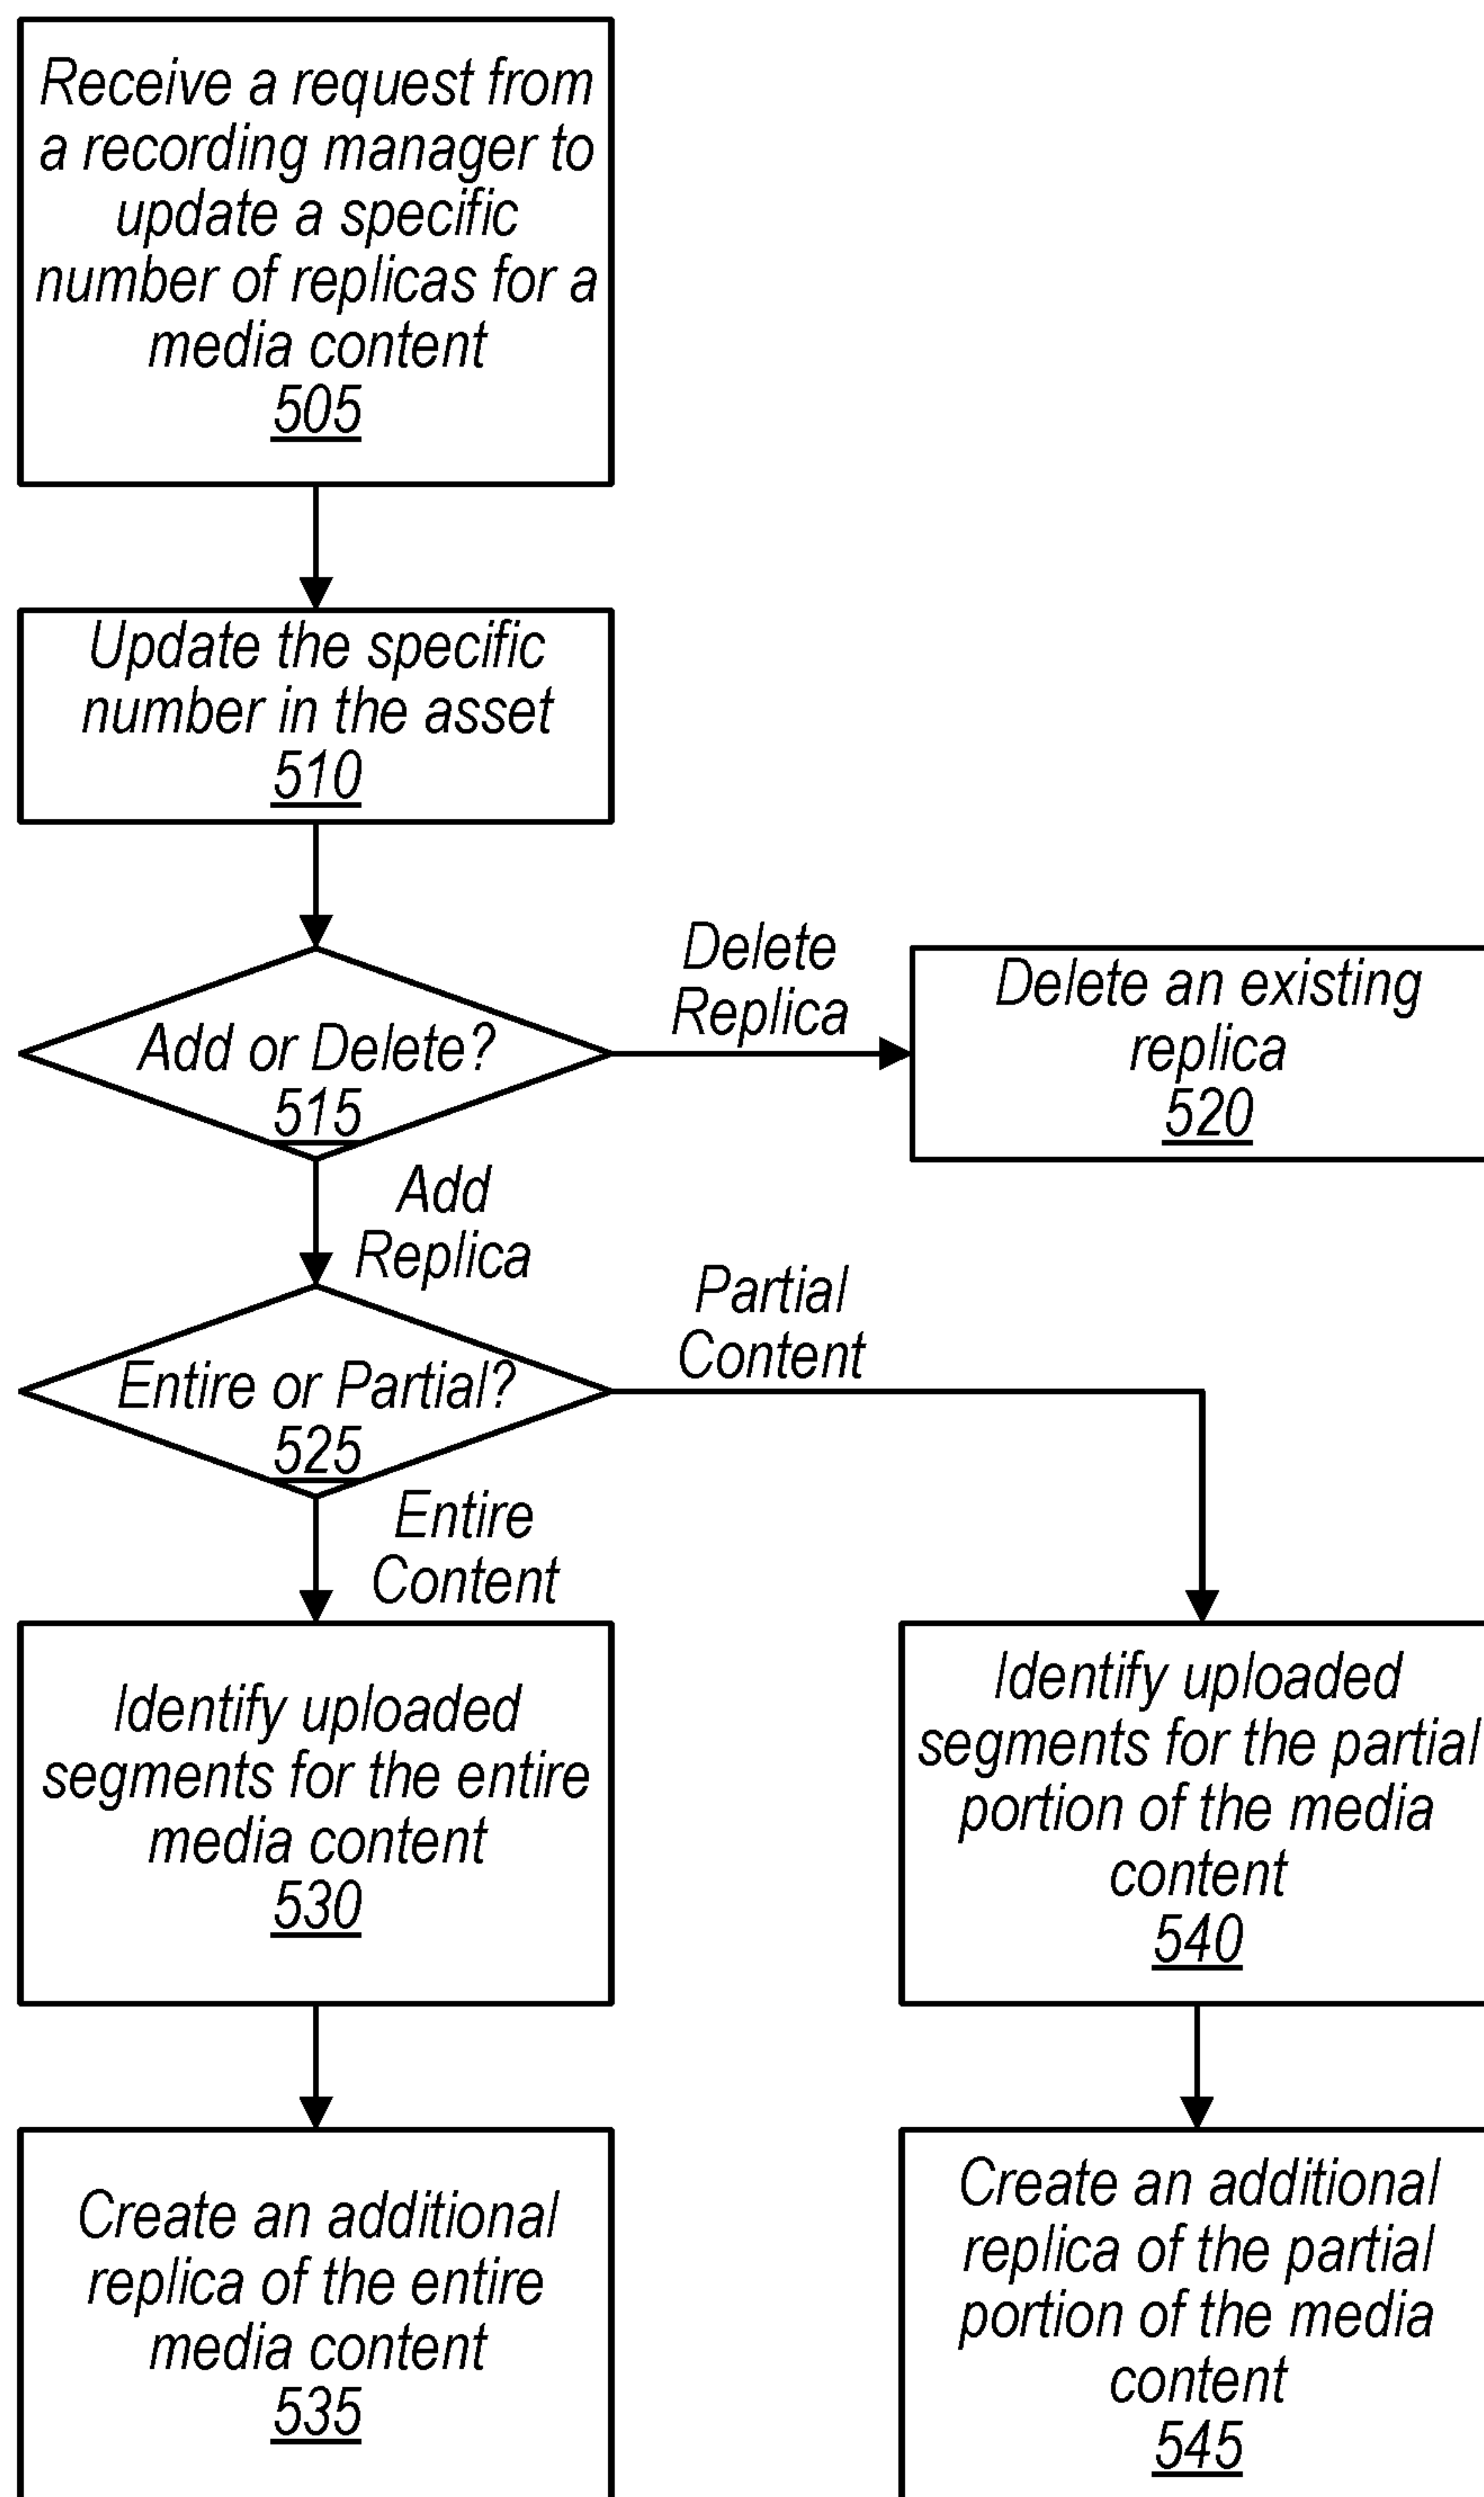 Receive a request from
a recording manager to
update a specific
number of replicas for a
media content
505
Update the specific
number in the asset
510
Add or Delete?
515
Delete
Replica
Delete an existing
replica
520
Add
Replica
Entire or Partial?
525
Partial
Content
Entire
Content
Identify uploaded
segments for the entire
media content
530
Identify uploaded
segments for the partial
portion of the media
content
540
Create an additional
replica of the entire
media content
535
Create an additional
replica of the partial
portion of the media
content
545